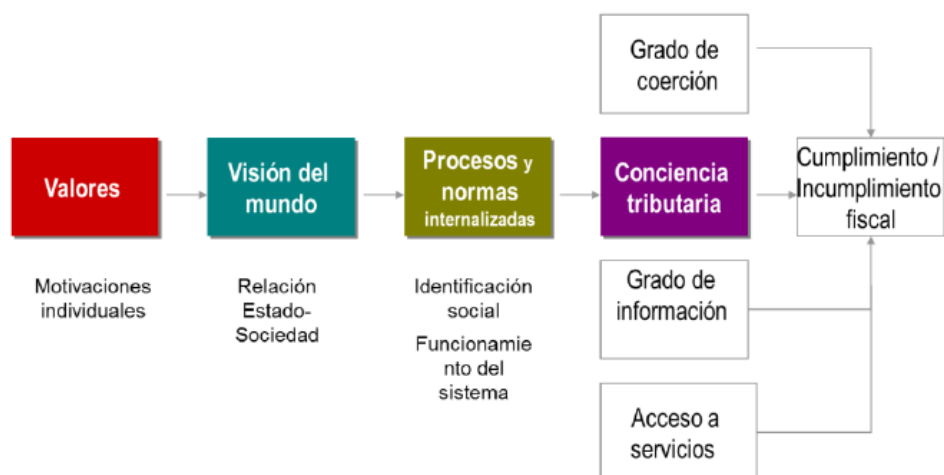 Grado de
coerción
Valores
Visión del
mundo
Procesos y
normas
internalizadas
Conciencia
tributaria
Cumplimiento /
Incumplimiento
fiscal
Motivaciones
individuales
Relación
Estado-
Sociedad
Identificación
social
Funcionamie
nto del
sistema
Grado de
información
Acceso a
servicios